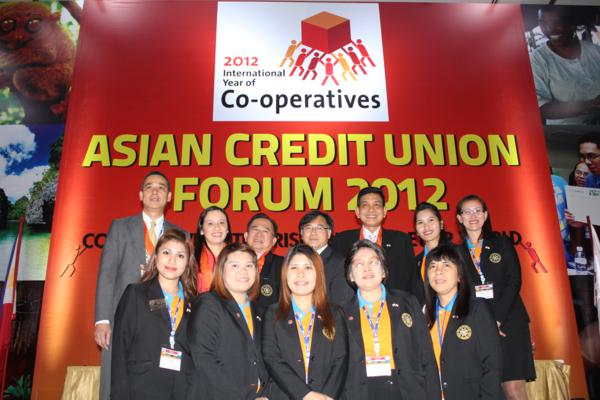 2012
International
Year of
Co-operatives
ASIAN CREDIT UNION
FORUM 2012